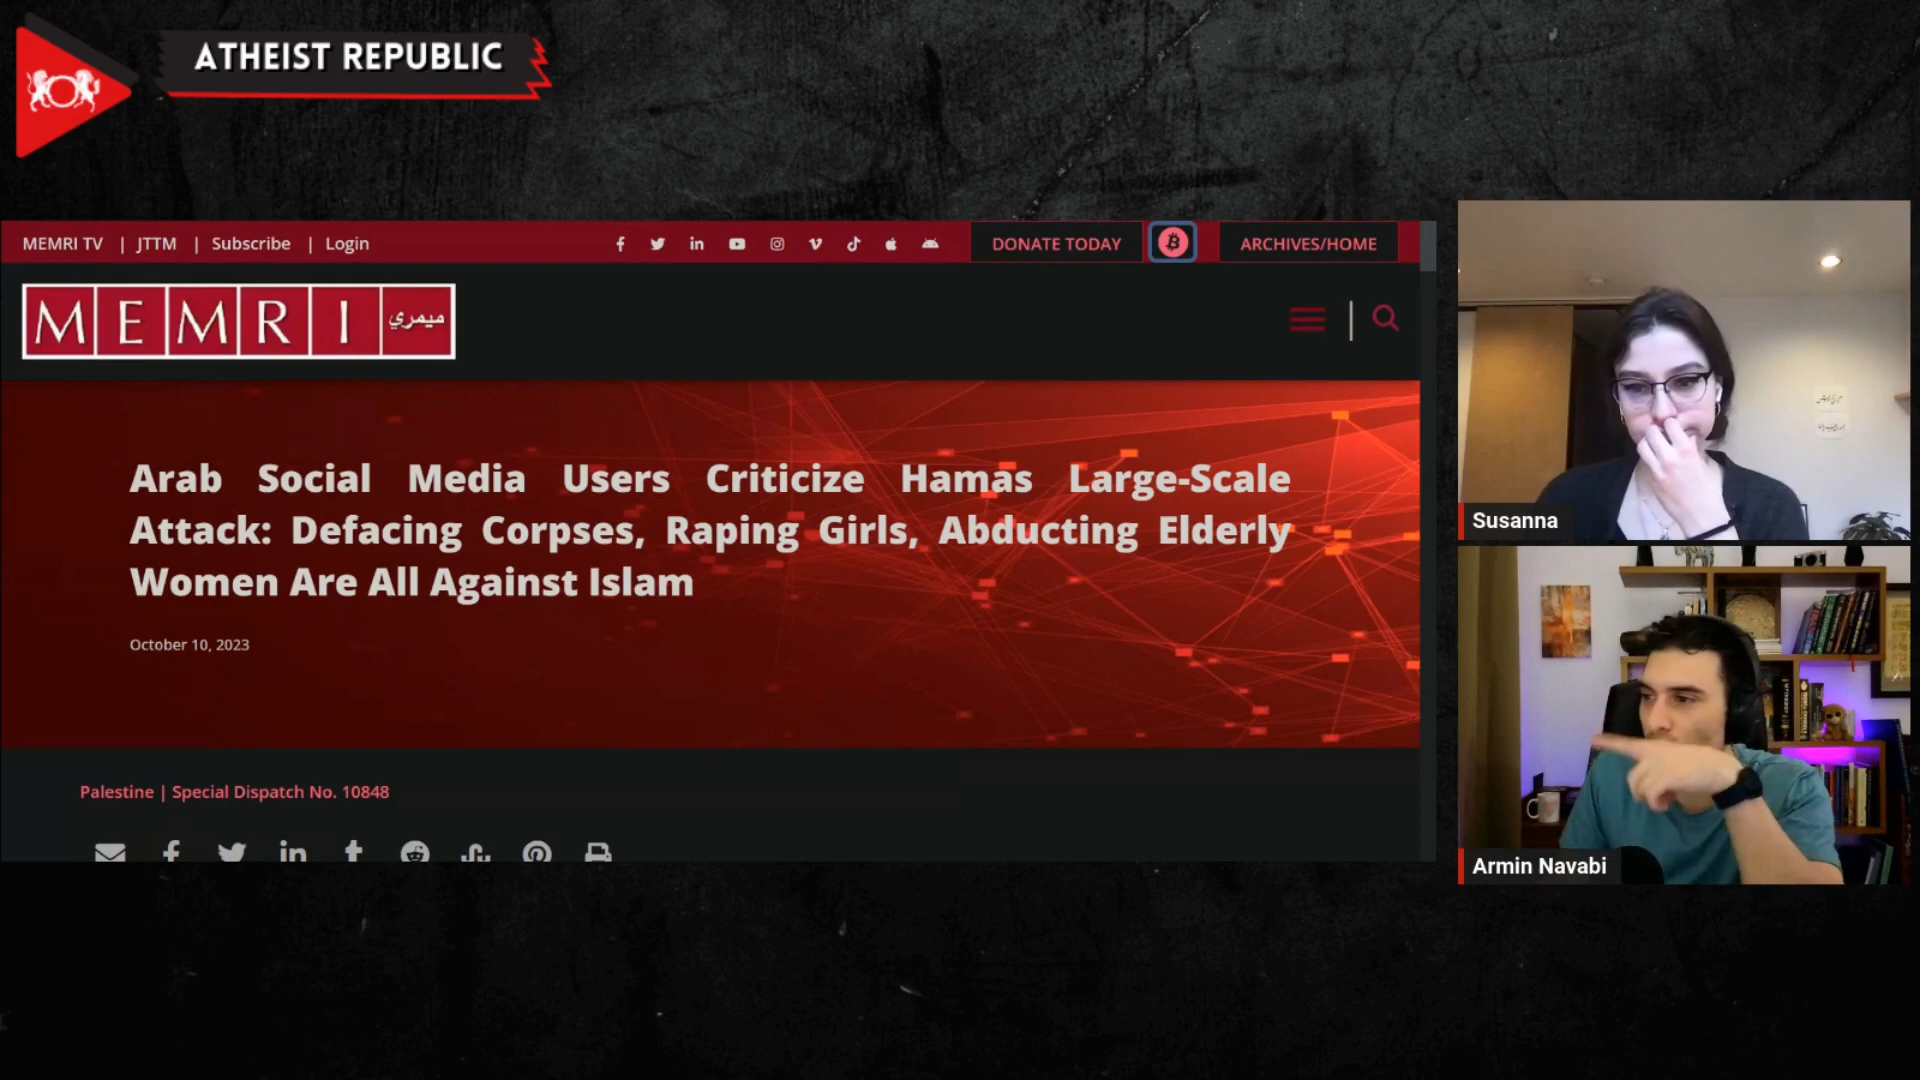 ATHEIST REPUBLIC
MEMRI TV | JTTM | Subscribe | Login
DONATE TODAY
ARCHIVES/HOME
MEMRI ميمري
Arab Social Media Users Criticize Hamas Large-Scale
Attack: Defacing Corpses, Raping Girls, Abducting Elderly
Women Are All Against Islam
October 10, 2023
Palestine | Special Dispatch No. 10848
Susanna
Armin Navabi